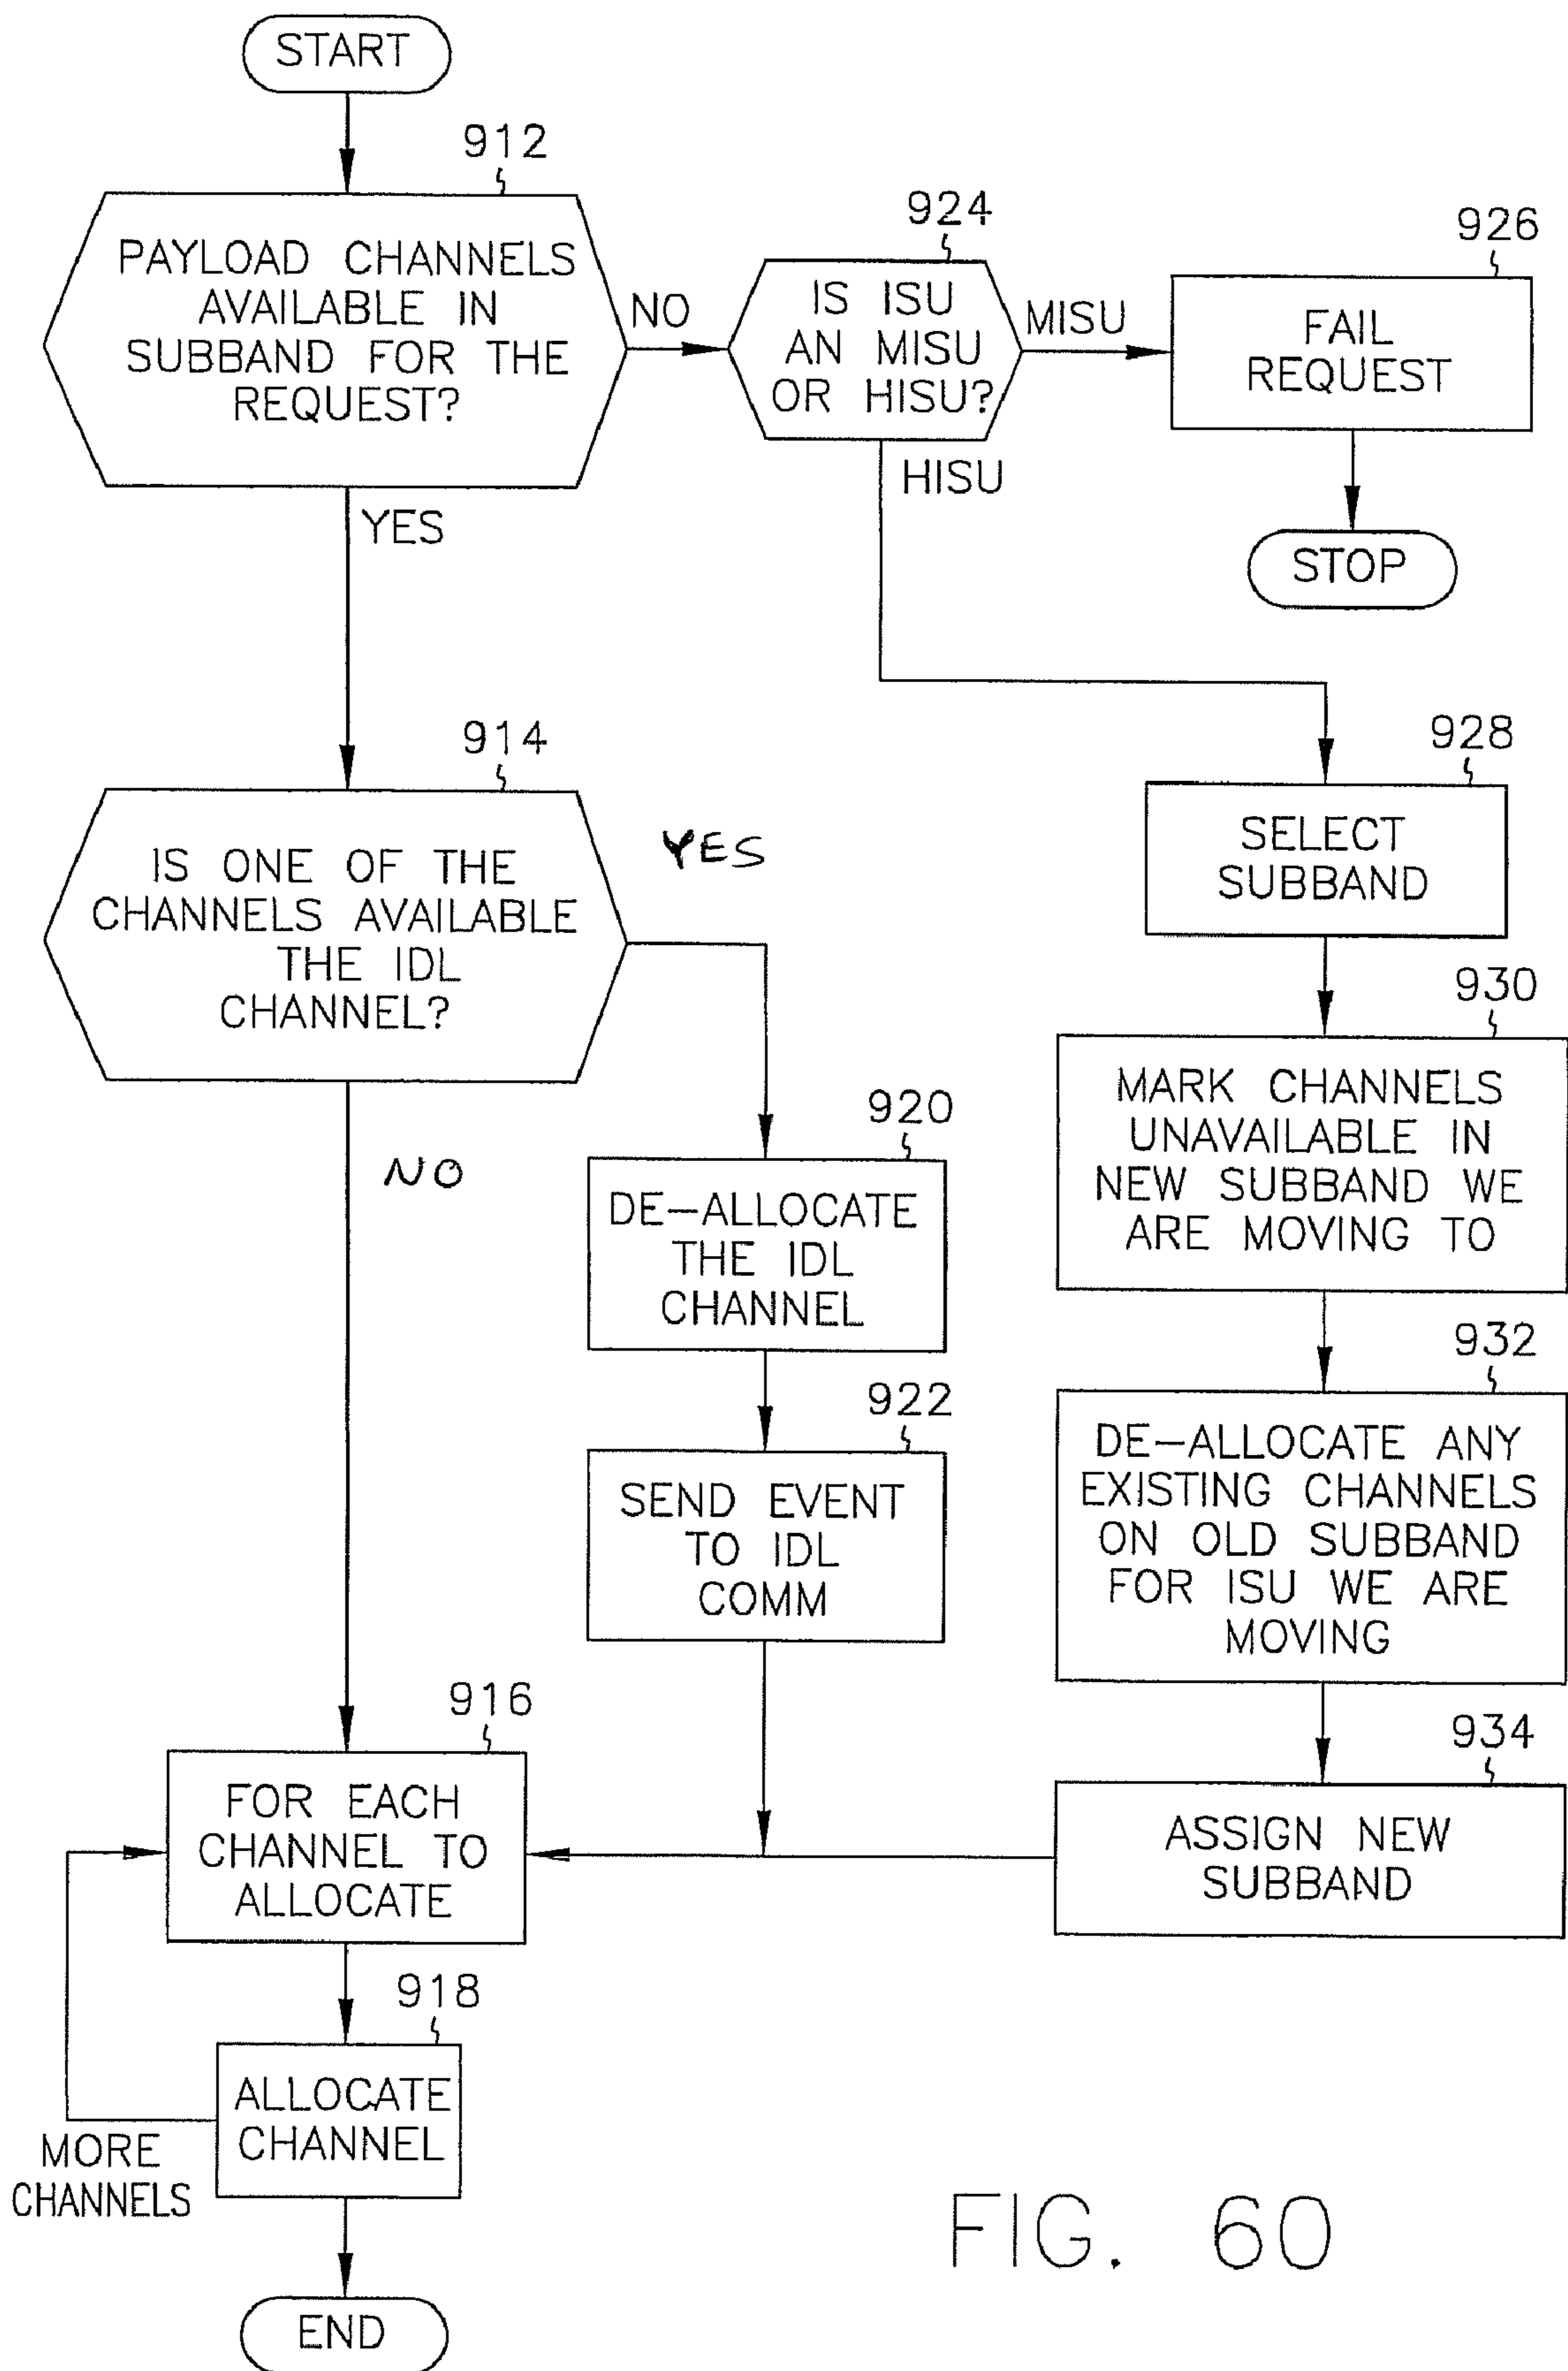 START
912
PAYLOAD CHANNELS
AVAILABLE IN
SUBBAND FOR THE
REQUEST?
NO
924
IS ISU
AN MISU
OR HISU?
MISU
926
FAIL
REQUEST
STOP
HISU
YES
914
IS ONE OF THE
CHANNELS AVAILABLE
THE IDL
CHANNEL?
YES
NO
920
DE-ALLOCATE
THE IDL
CHANNEL
922
SEND EVENT
TO IDL
COMM
928
SELECT
SUBBAND
930
MARK CHANNELS
UNAVAILABLE IN
NEW SUBBAND WE
ARE MOVING TO
932
DE-ALLOCATE ANY
EXISTING CHANNELS
ON OLD SUBBAND
FOR ISU WE ARE
MOVING
934
ASSIGN NEW
SUBBAND
916
FOR EACH
CHANNEL TO
ALLOCATE
918
ALLOCATE
CHANNEL
MORE
CHANNELS
END
FIG. 60